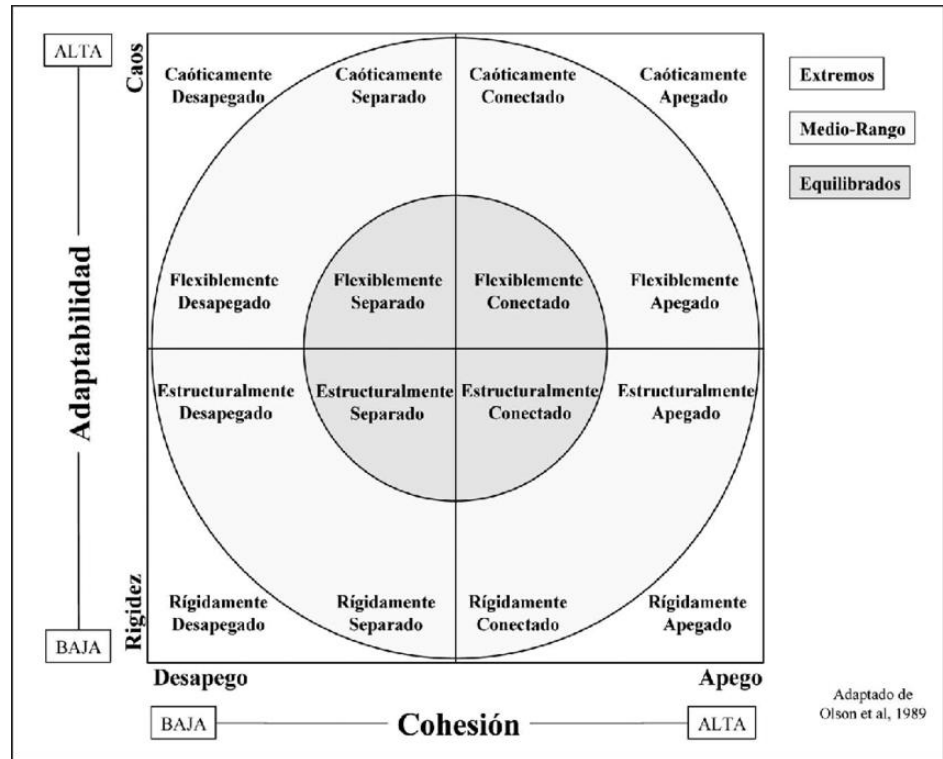 ALTA
Caos
Caóticamente Desapegado
Caóticamente Separado
Caóticamente Conectado
Caóticamente Apegado
Extremos
Medio-Rango
Equilibrados
Adaptabilidad
Flexiblemente Desapegado
Flexiblemente Separado
Flexiblemente Conectado
Flexiblemente Apegado
Estructuralmente Desapegado
Estructuralmente Separado
Estructuralmente Conectado
Estructuralmente Apegado
Rigidez
Rígidamente Desapegado
Rígidamente Separado
Rígidamente Conectado
Rígidamente Apegado
BAJA
Desapego
Apego
BAJA
Cohesión
ALTA
Adaptado de
Olson et al, 1989